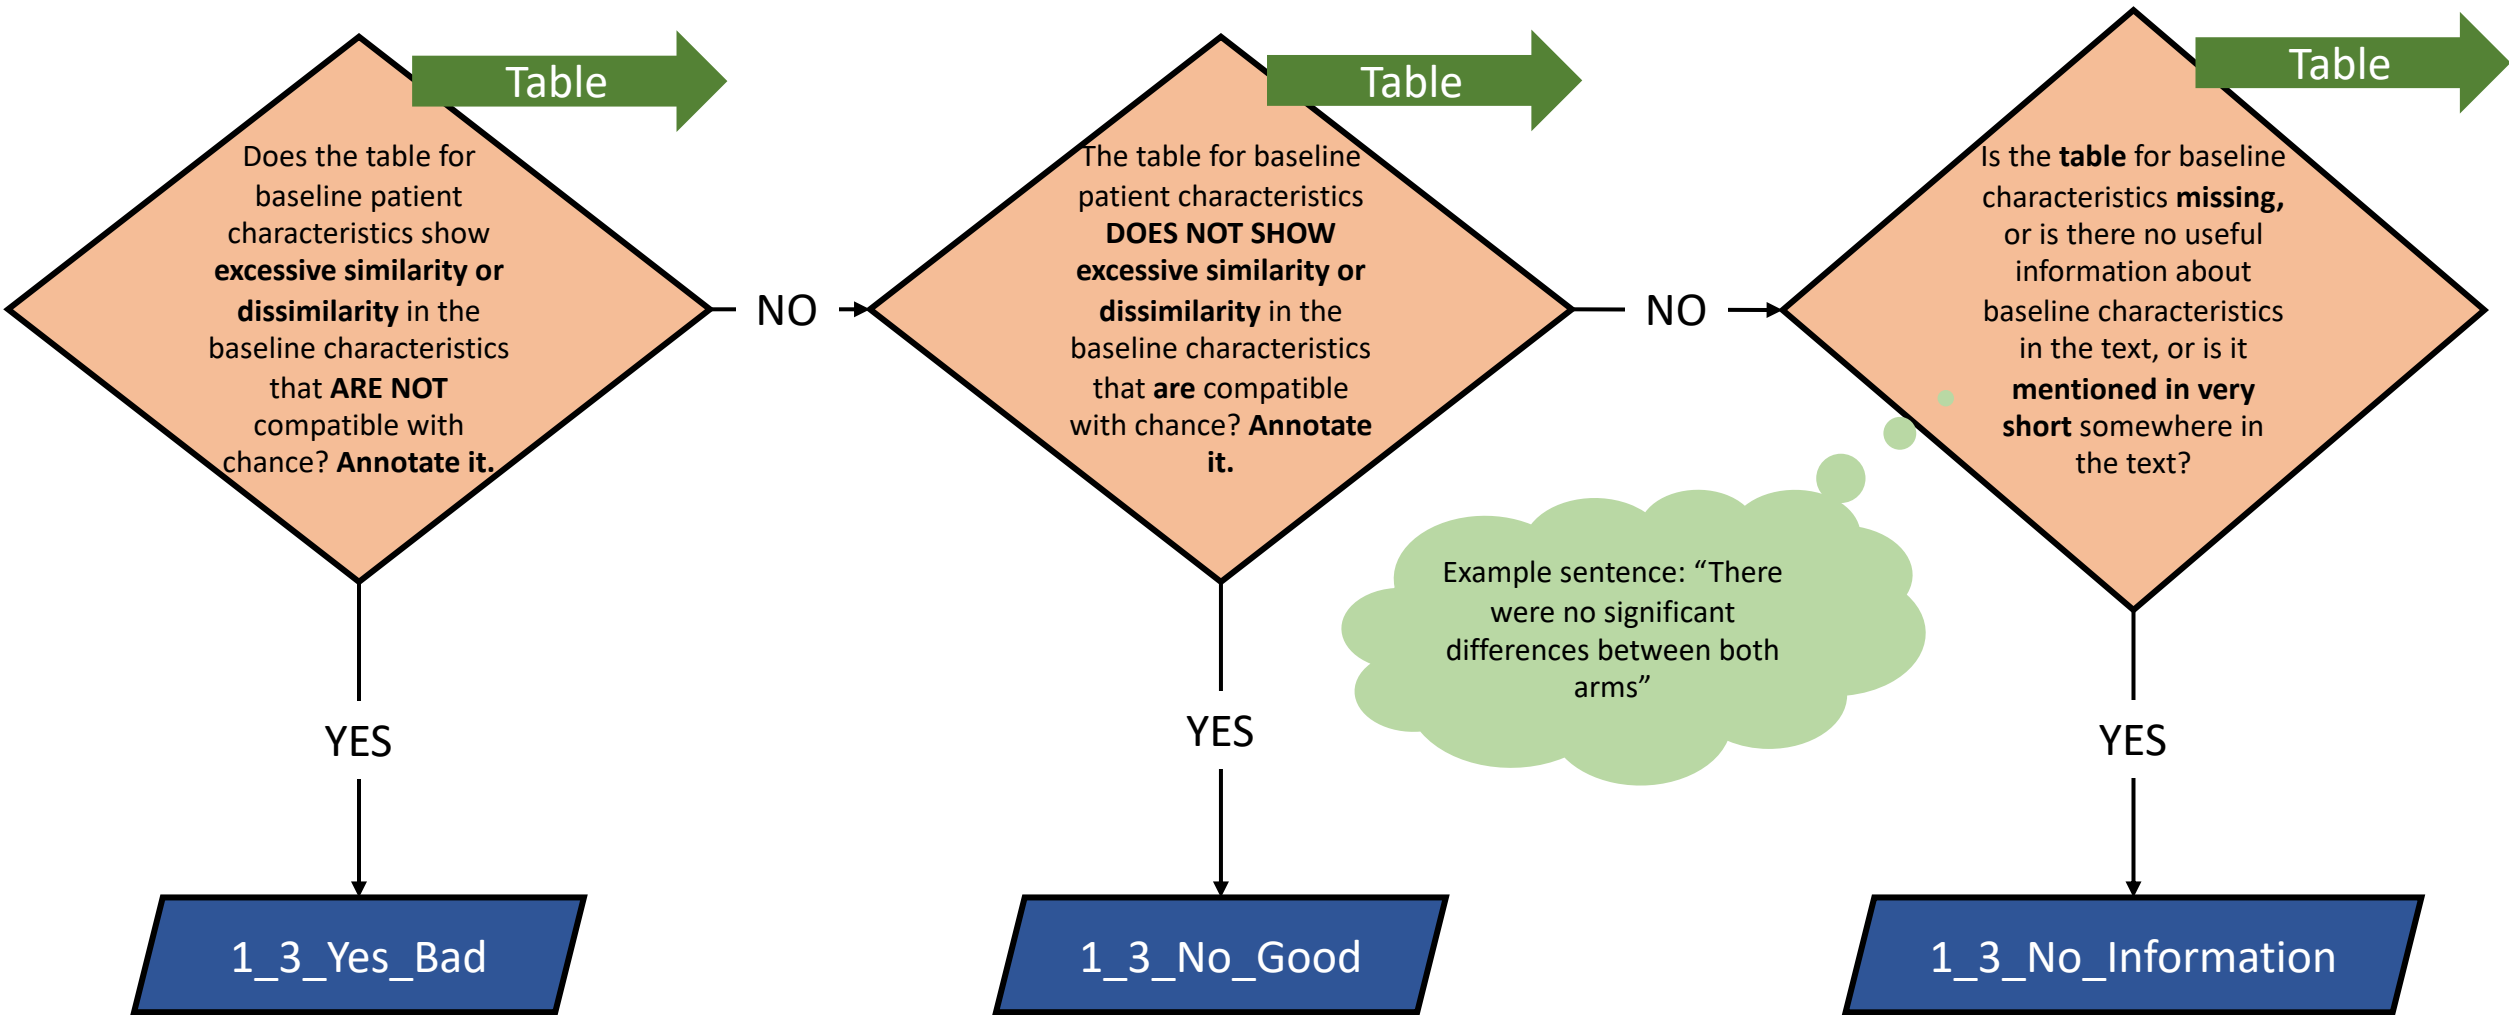 Table
Does the table for
baseline patient
characteristics show
excessive similarity or
dissimilarity in the
baseline characteristics
that ARE NOT
compatible with
chance? Annotate it.
NO
YES
1_3_Yes_Bad
Table
The table for baseline
patient characteristics
DOES NOT SHOW
excessive similarity or
dissimilarity in the
baseline characteristics
that are compatible
with chance? Annotate
it.
NO
YES
1_3_No_Good
Table
Is the table for baseline
characteristics missing,
or is there no useful
information about
baseline characteristics
in the text, or is it
mentioned in very
short somewhere in
the text?
Example sentence: “There
were no significant
differences between both
arms”
YES
1_3_No_Information